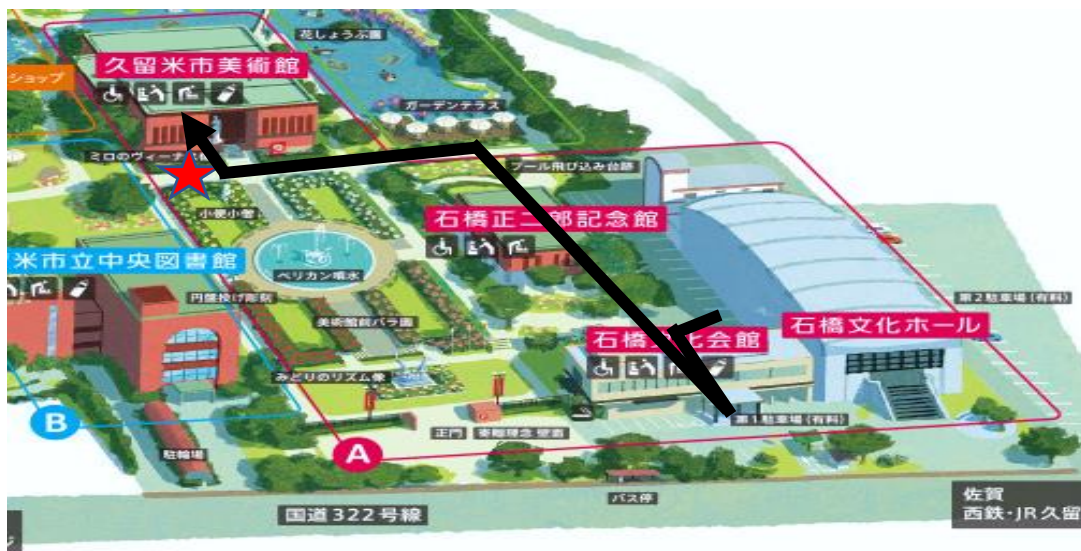 花しょうぶ園
久留米市美術館
ショップ
ガーデンテラス
ミロのヴィーナス
プール飛び込み台跡
小便小僧
石橋正二郎記念館
米市立中央図書館
ペリカン噴水
円盤投げ彫刻
第2駐車場(有料)
美術館前バラ園
石橋文化会館
石橋文化ホール
みどりのリズム像
第1駐車場(有料)
B
正門
A
駐輪場
バス停
国道322号線
佐賀
西鉄・JR久留